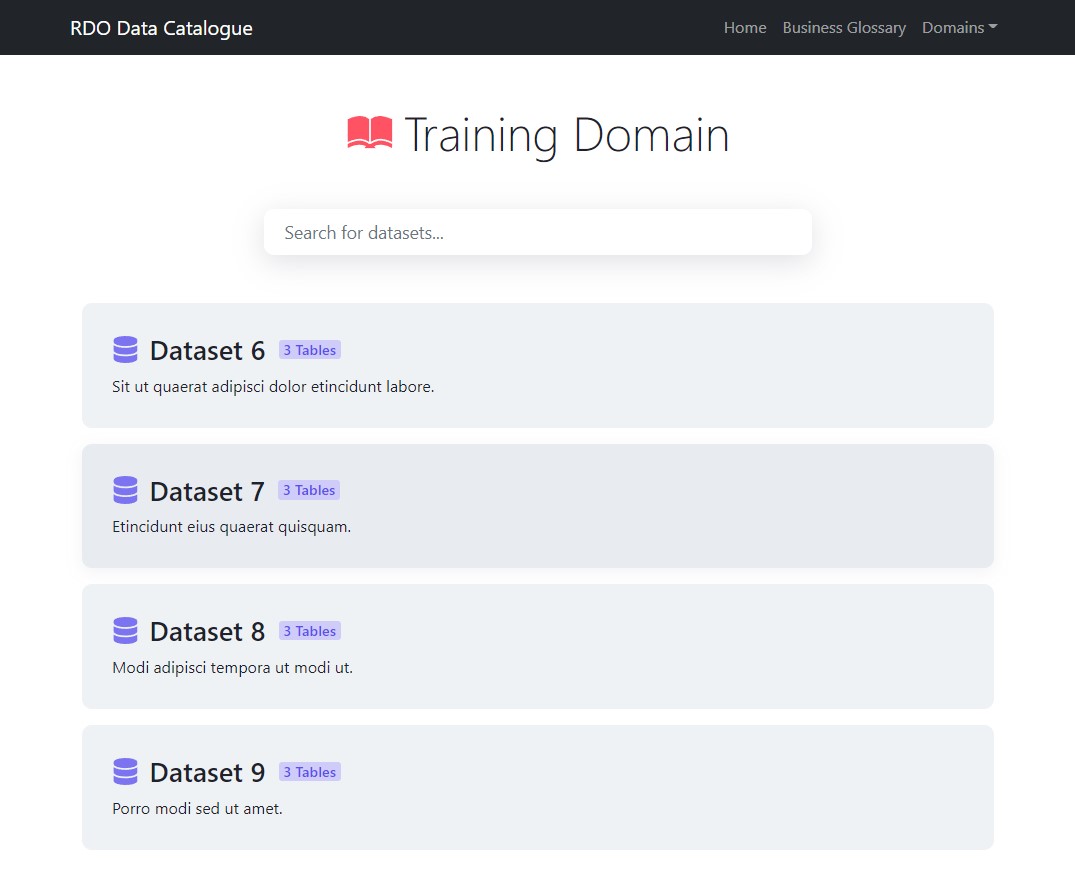 RDO Data Catalogue Home Business Glossary Domains
Training Domain
Search for datasets...
Dataset 6 3 Tables
Sit ut quaerat adipisci dolor etincidunt labore.
Dataset 7 3 Tables
Etincidunt eius quaerat quisquam.
Dataset 8 3 Tables
Modi adipisci tempora ut modi ut.
Dataset 9 3 Tables
Porro modi sed ut amet.